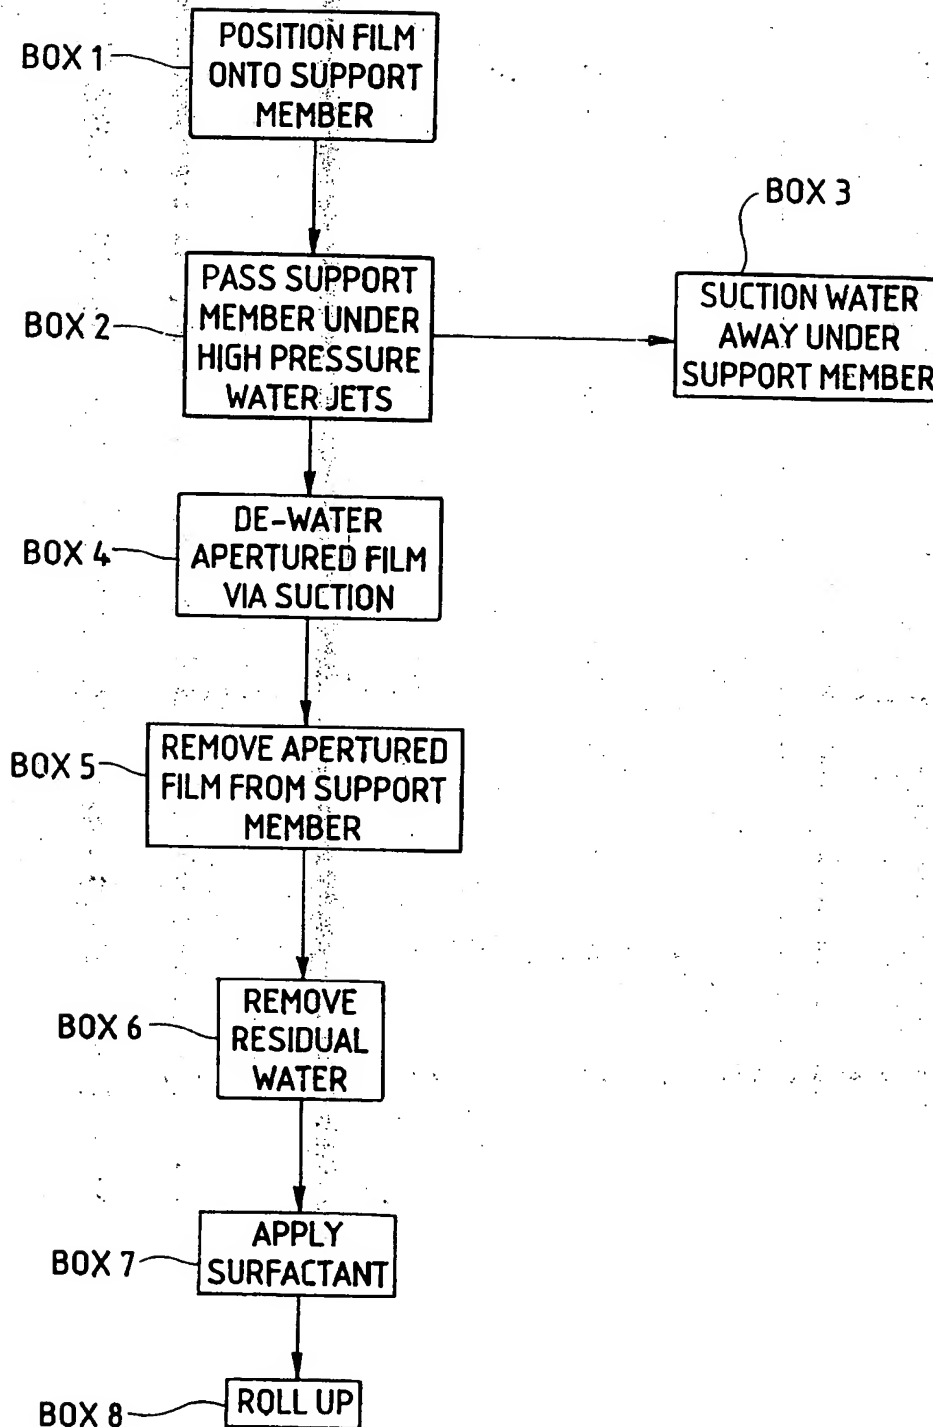 BOX 1
POSITION FILM
ONTO SUPPORT
MEMBER
BOX 2
PASS SUPPORT
MEMBER UNDER
HIGH PRESSURE
WATER JETS
BOX 3
SUCTION WATER
AWAY UNDER
SUPPORT MEMBER
BOX 4
DE-WATER
APERTURED FILM
VIA SUCTION
BOX 5
REMOVE APERTURED
FILM FROM SUPPORT
MEMBER
BOX 6
REMOVE
RESIDUAL
WATER
BOX 7
APPLY
SURFACTANT
BOX 8
ROLL UP